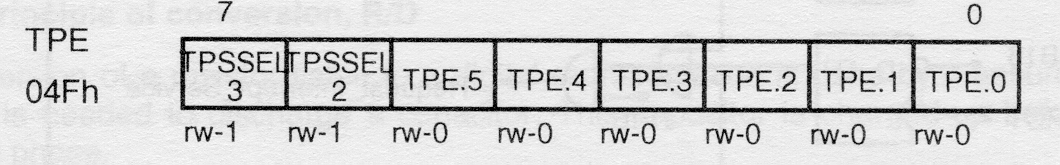 7 0
TPE
TPSSEL TPSSEL TPE.5 TPE.4 TPE.3 TPE.2 TPE.1 TPE.0
3 2
04Fh
rw-1 rw-1 rw-0 rw-0 rw-0 rw-0 rw-0 rw-0